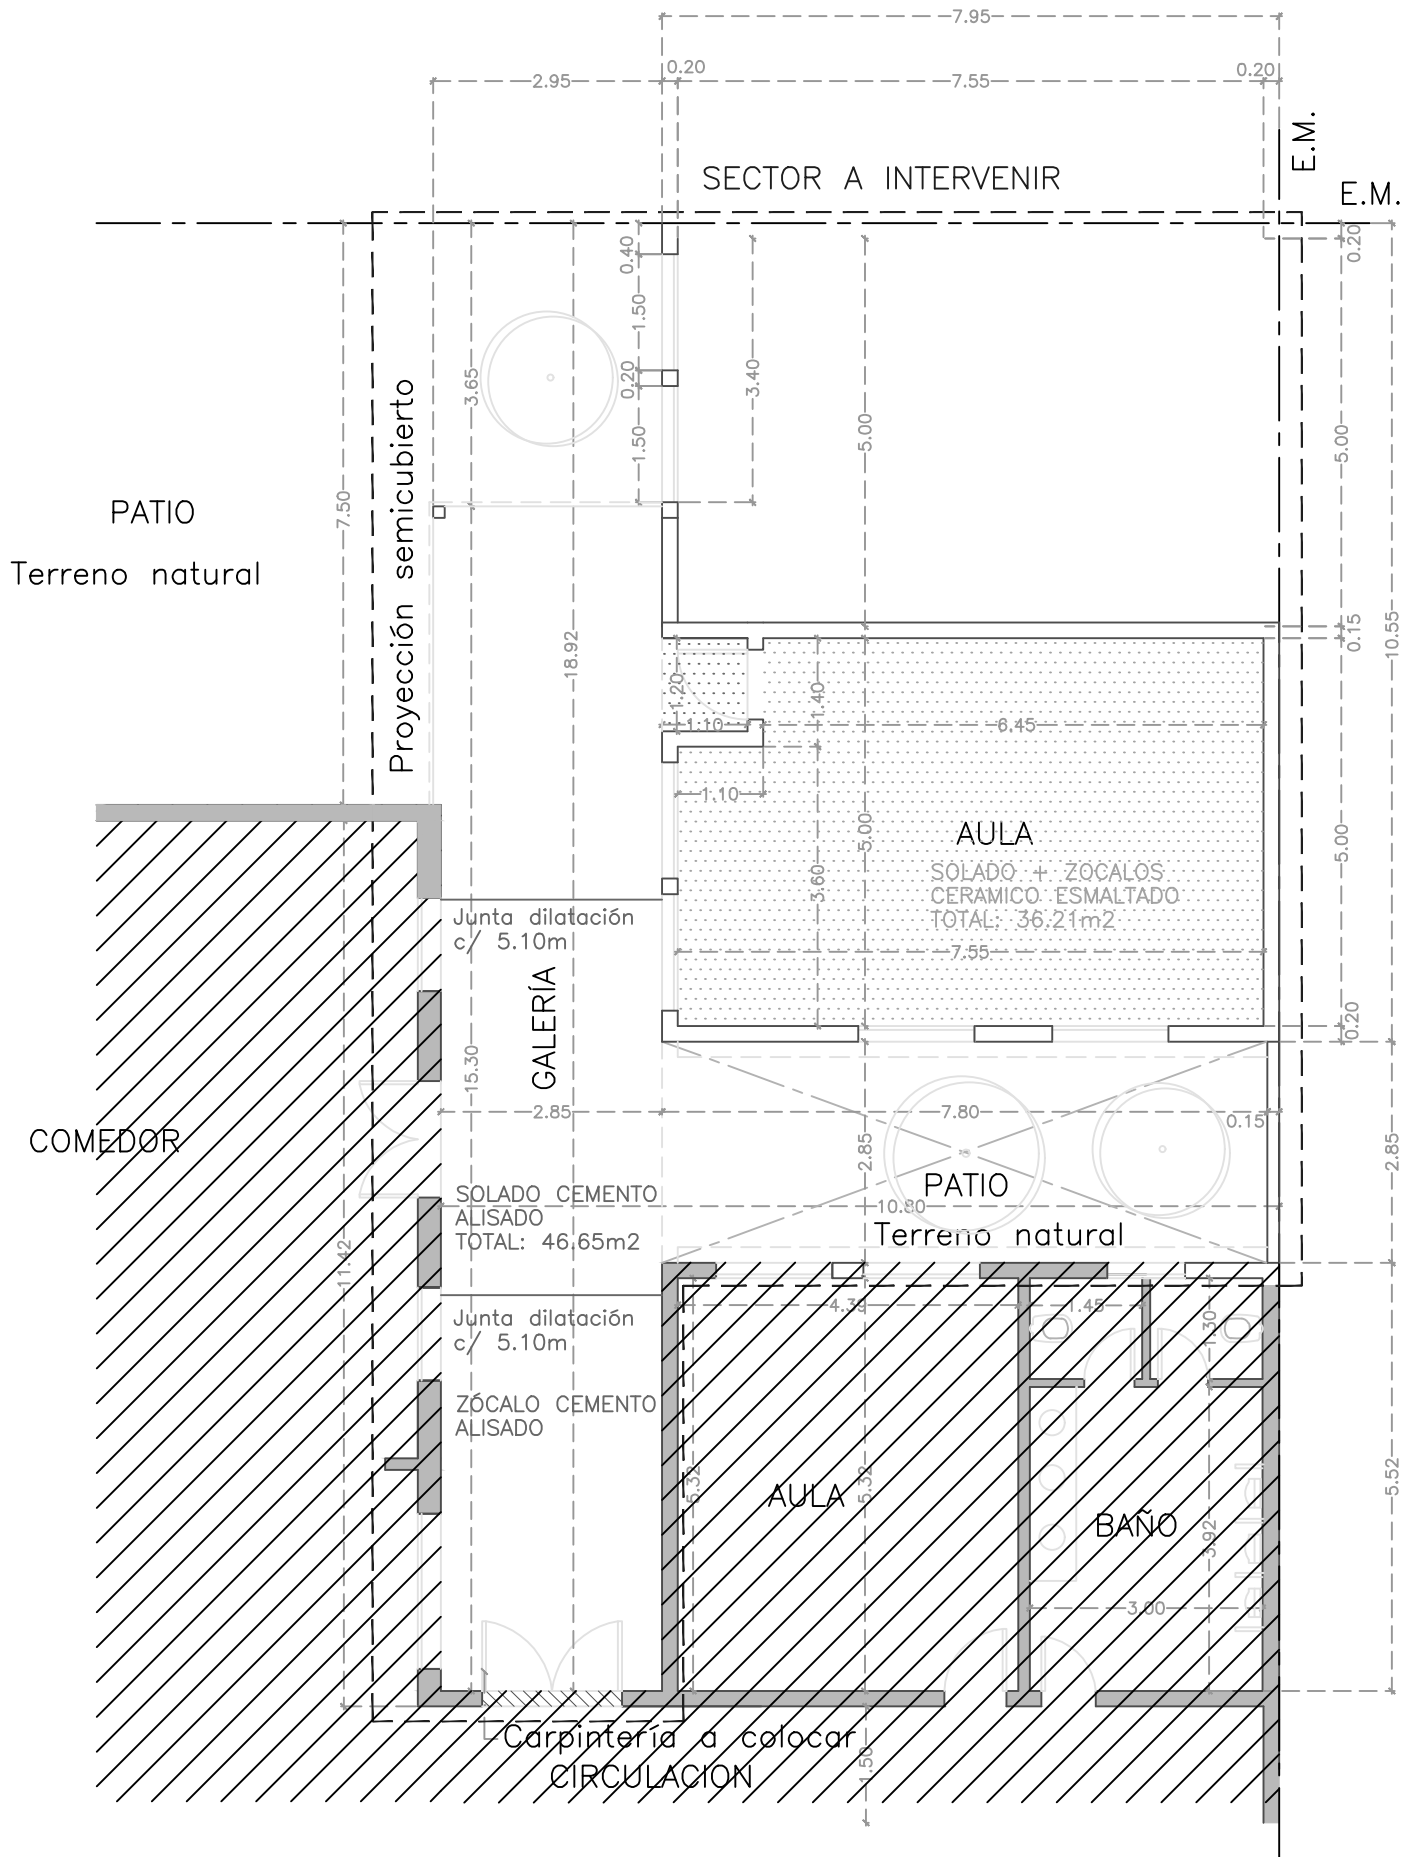 7.95
0.20
0.20
2.95
7.55
E.M.
SECTOR A INTERVENIR
E.M.
0.40
0.20
1.50
3.65
0.20
3.40
1.50
5.00
5.00
Proyección semicubierto
7.50
PATIO
Terreno natural
18.92
0.15
10.55
1.20
1.40
1.10
6.45
1.10
5.00
3.60
5.00
AULA
SOLADO + ZOCALOS
CERAMICO ESMALTADO
TOTAL: 36.21m2
7.55
Junta dilatación
c/ 5.10m
GALERÍA
0.20
15.30
2.85
7.80
0.15
COMEDOR
2.85
2.85
PATIO
10.80
Terreno natural
SOLADO CEMENTO
ALISADO
TOTAL: 46.65m2
11.42
Junta dilatación
c/ 5.10m
4.39
1.45
1.30
ZÓCALO CEMENTO
ALISADO
5.32
5.32
5.52
AULA
BAÑO
3.92
3.00
Carpintería a colocar
CIRCULACION
1.50